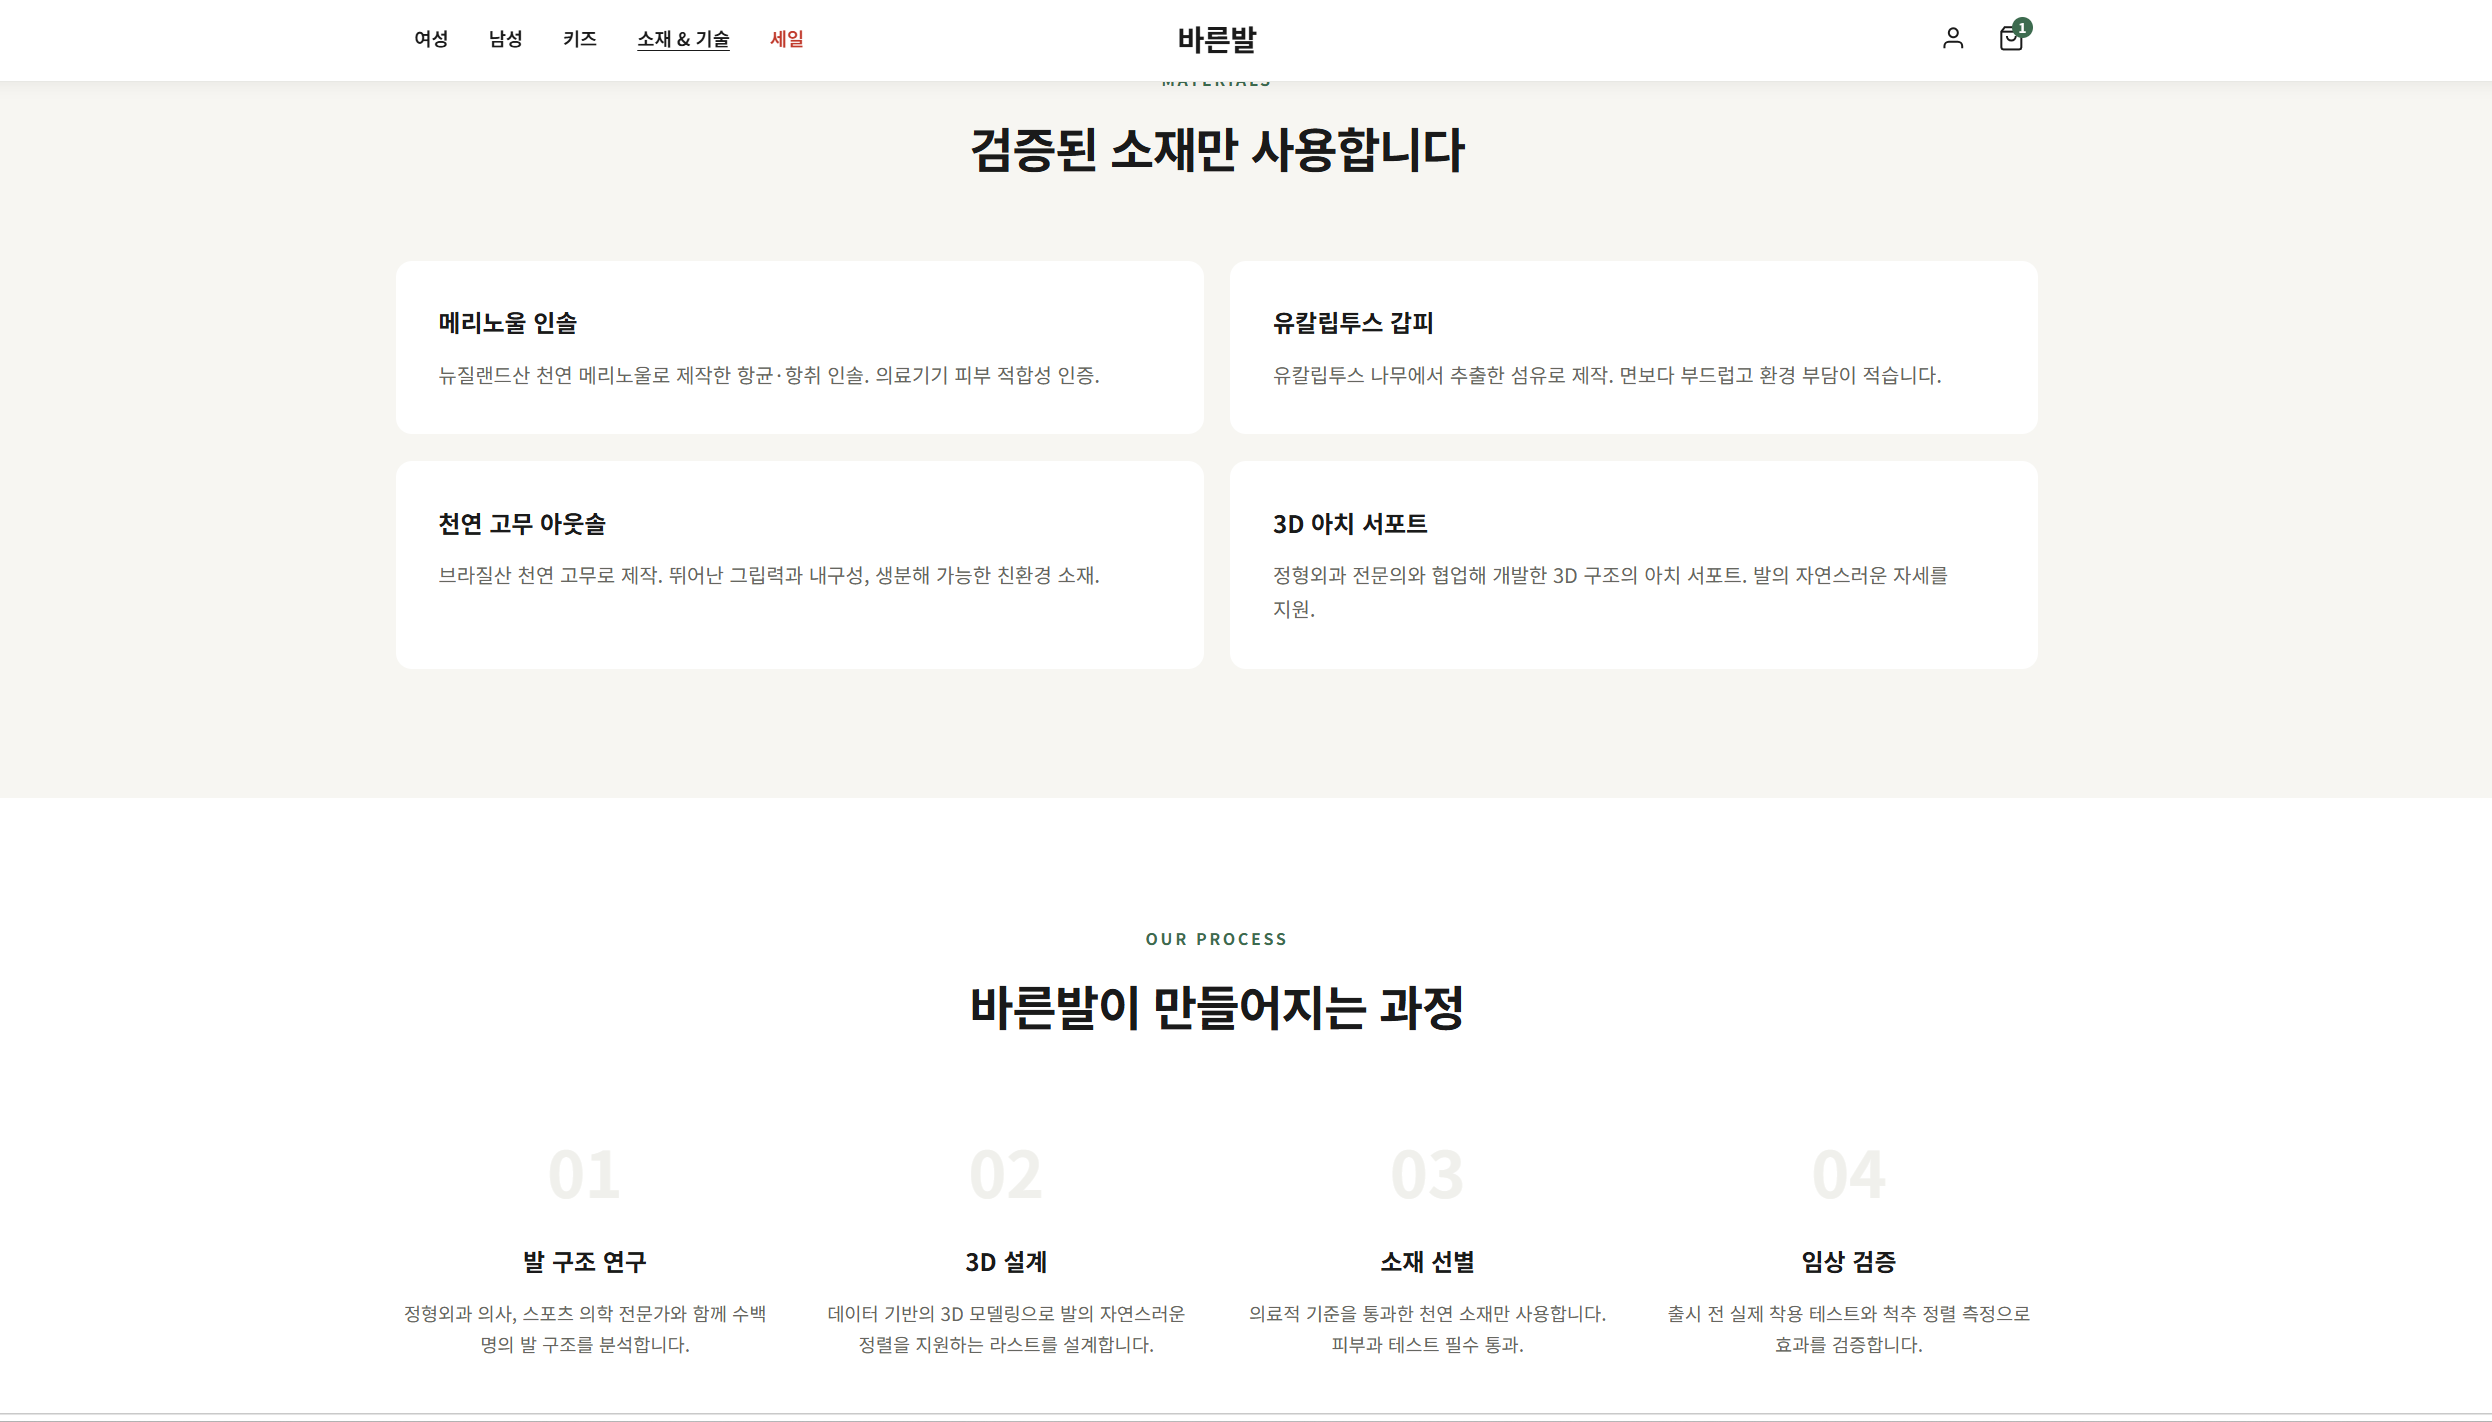 여성 남성 키즈 소재 & 기술 세일
바른발
1
MATERIALS
검증된 소재만 사용합니다
메리노울 인솔
뉴질랜드산 천연 메리노울로 제작한 항균·항취 인솔. 의료기기 피부 적합성 인증.
유칼립투스 갑피
유칼립투스 나무에서 추출한 섬유로 제작. 면보다 부드럽고 환경 부담이 적습니다.
천연 고무 아웃솔
브라질산 천연 고무로 제작. 뛰어난 그립력과 내구성, 생분해 가능한 친환경 소재.
3D 아치 서포트
정형외과 전문의와 협업해 개발한 3D 구조의 아치 서포트. 발의 자연스러운 자세를
지원.
OUR PROCESS
바른발이 만들어지는 과정
01
발 구조 연구
정형외과 의사, 스포츠 의학 전문가와 함께 수백
명의 발 구조를 분석합니다.
02
3D 설계
데이터 기반의 3D 모델링으로 발의 자연스러운
정렬을 지원하는 라스트를 설계합니다.
03
소재 선별
의료적 기준을 통과한 천연 소재만 사용합니다.
피부과 테스트 필수 통과.
04
임상 검증
출시 전 실제 착용 테스트와 척추 정렬 측정으로
효과를 검증합니다.